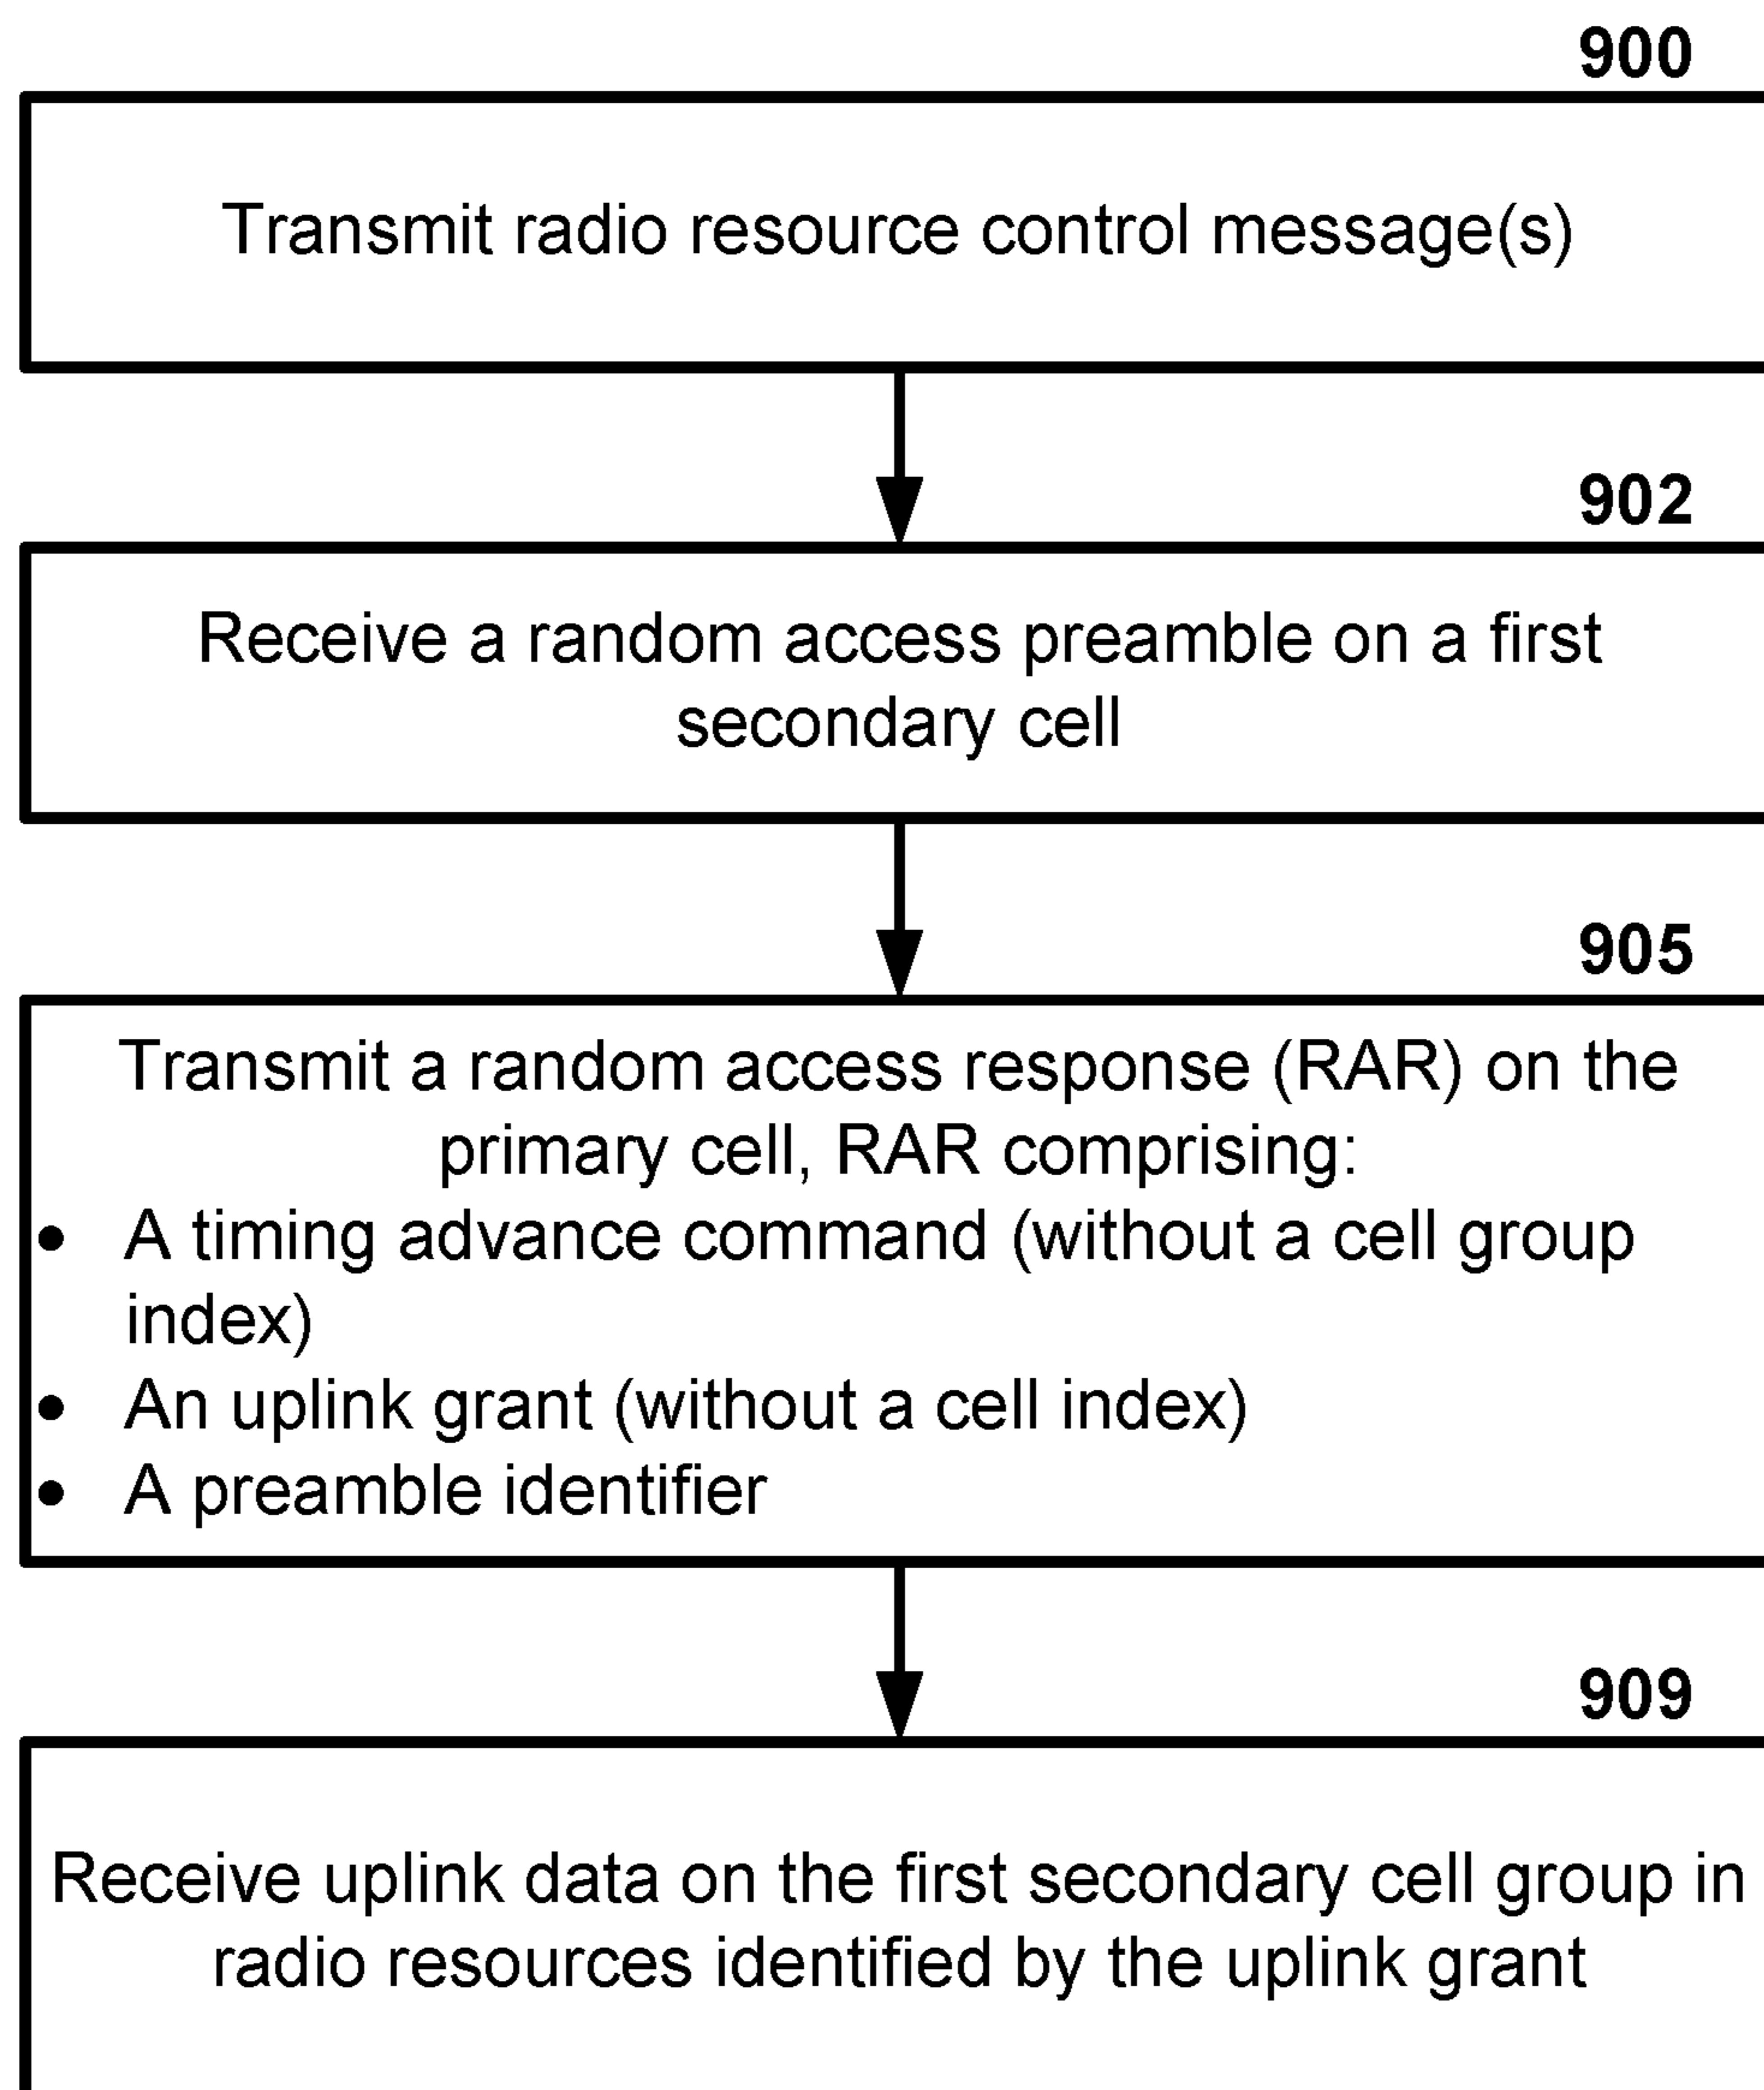 900
Transmit radio resource control message(s)
902
Receive a random access preamble on a first
secondary cell
905
Transmit a random access response (RAR) on the
primary cell, RAR comprising:
• A timing advance command (without a cell group
index)
• An uplink grant (without a cell index)
• A preamble identifier
909
Receive uplink data on the first secondary cell group in
radio resources identified by the uplink grant